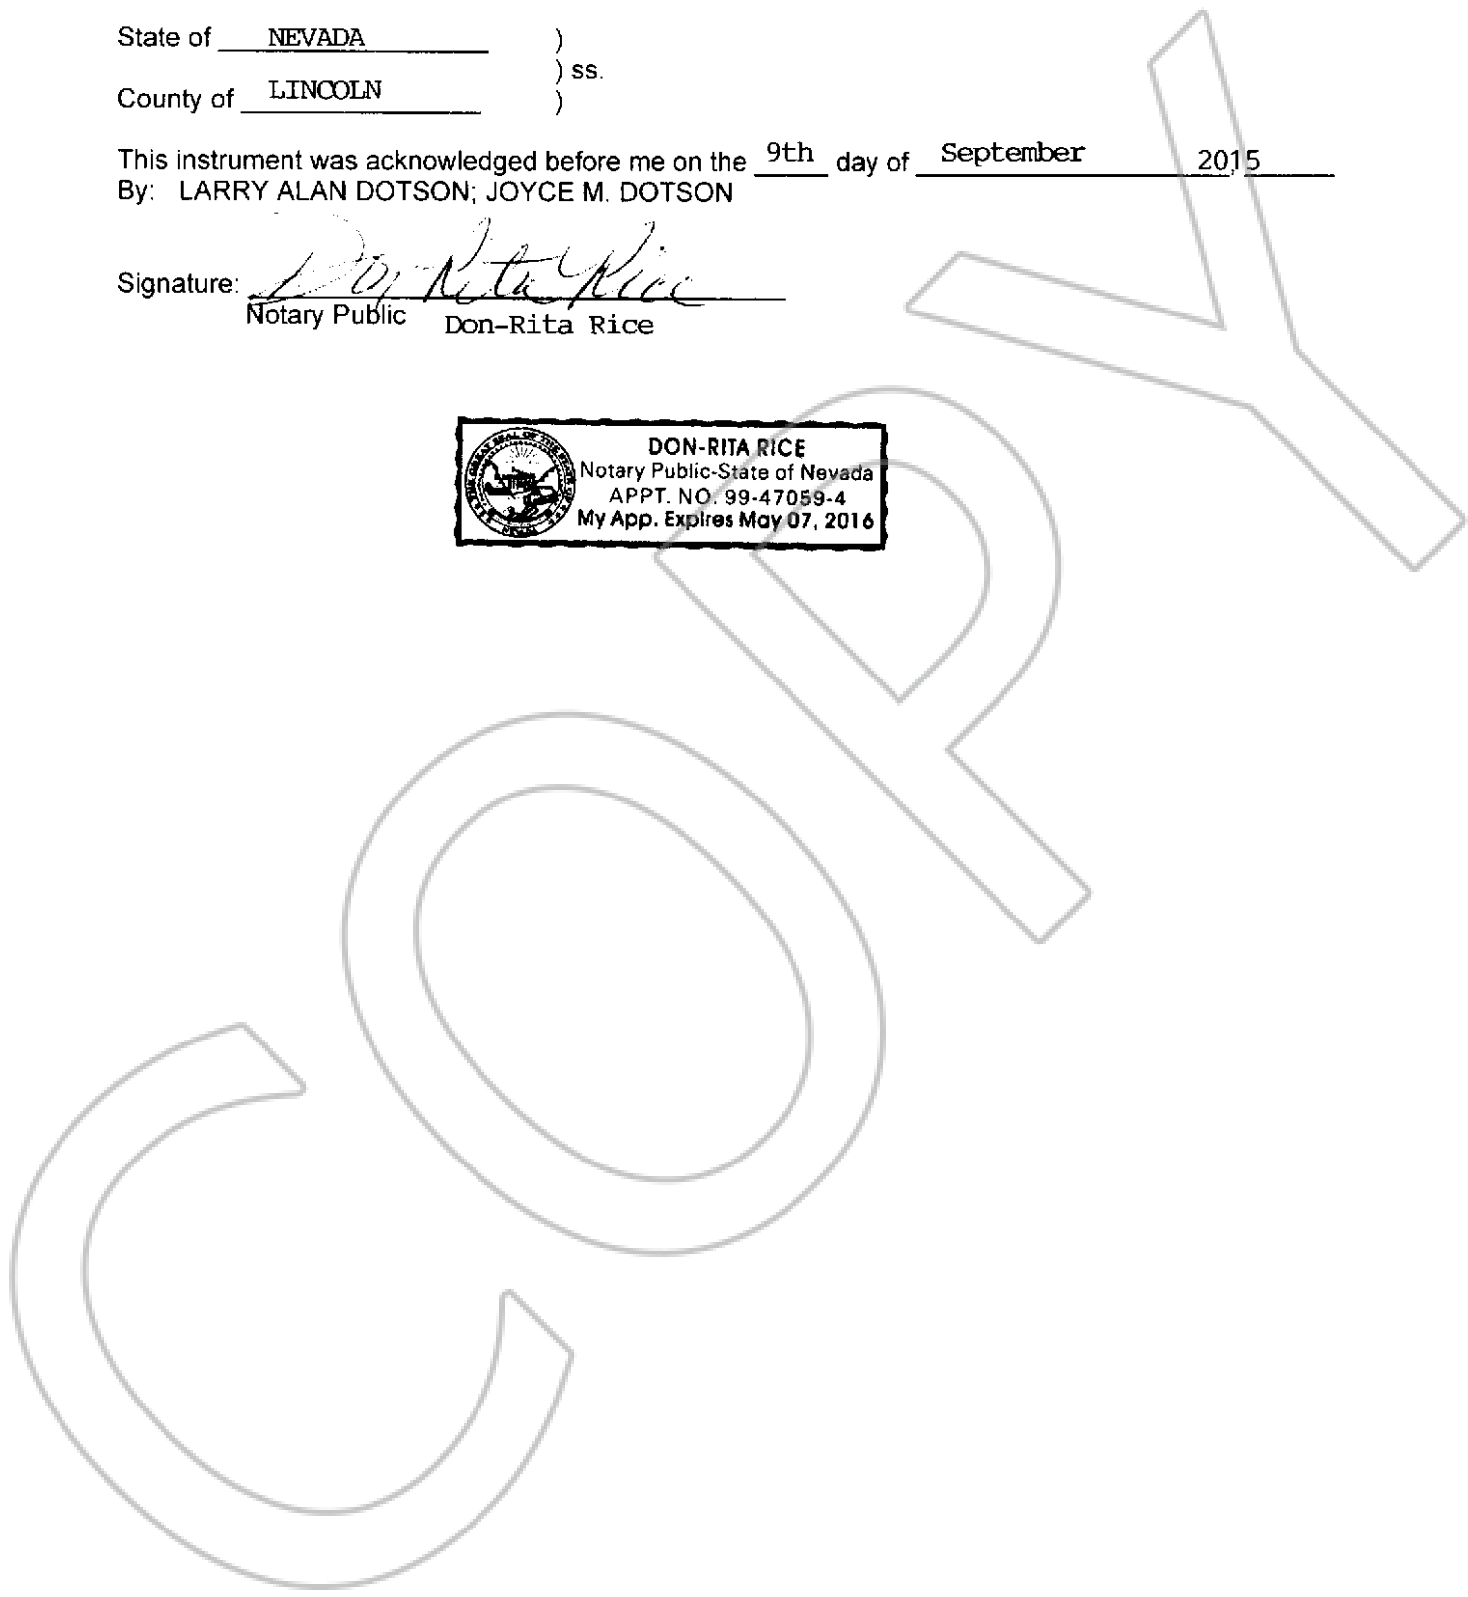 State of NEVADA )
) ss.
County of LINCOLN )
This instrument was acknowledged before me on the 9th day of September, 2015
By: LARRY ALAN DOTSON; JOYCE M. DOTSON
Signature: Don-Rita Rice
Notary Public Don-Rita Rice
DON-RITA RICE
Notary Public-State of Nevada
APPT. NO. 99-47059-4
My App. Expires May 07, 2016
COPY